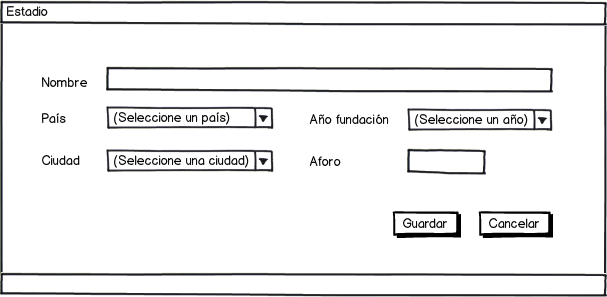 Estadio
Nombre
País (Seleccione un país) Año fundación (Seleccione un año)
Ciudad (Seleccione una ciudad) Aforo
Guardar Cancelar